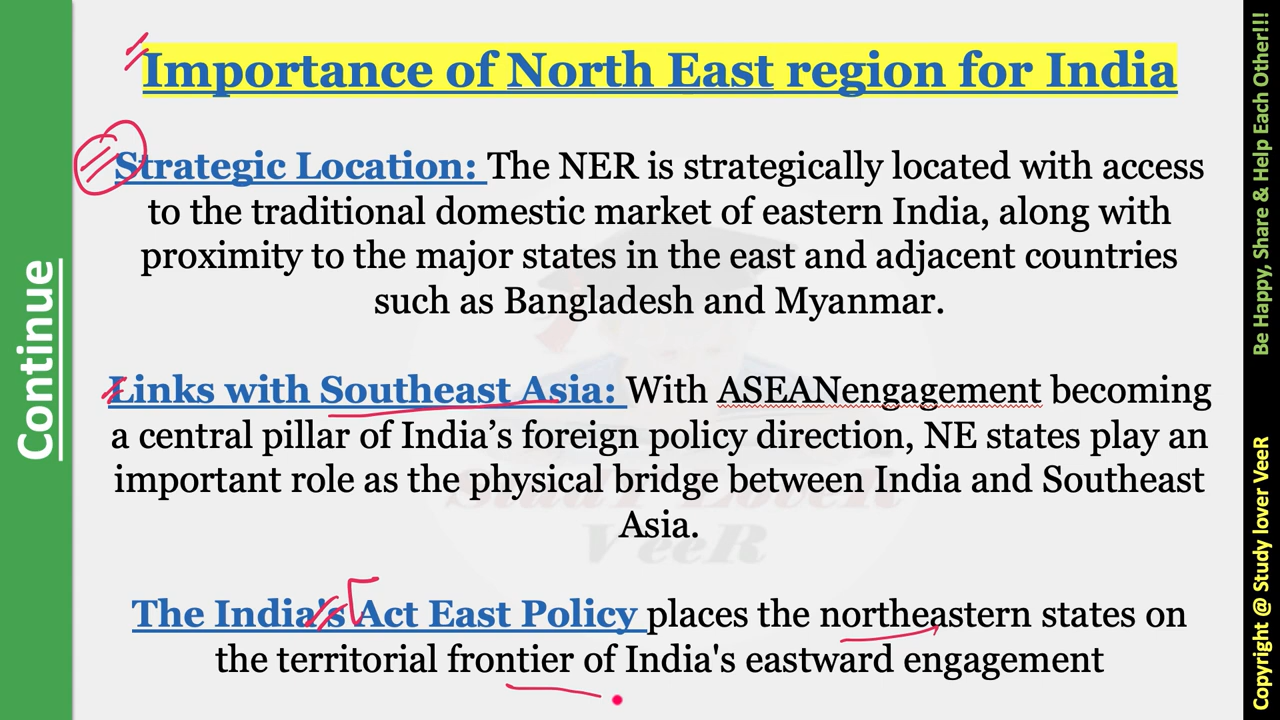 Importance of North East region for India
Strategic Location: The NER is strategically located with access
to the traditional domestic market of eastern India, along with
proximity to the major states in the east and adjacent countries
such as Bangladesh and Myanmar.
Links with Southeast Asia: With ASEANengagement becoming
a central pillar of India’s foreign policy direction, NE states play an
important role as the physical bridge between India and Southeast
Asia.
The India's Act East Policy places the northeastern states on
the territorial frontier of India's eastward engagement
Continue
Be Happy, Share & Help Each Other!!!
Copyright @ Study lover VeeR
Study Lover
VeeR